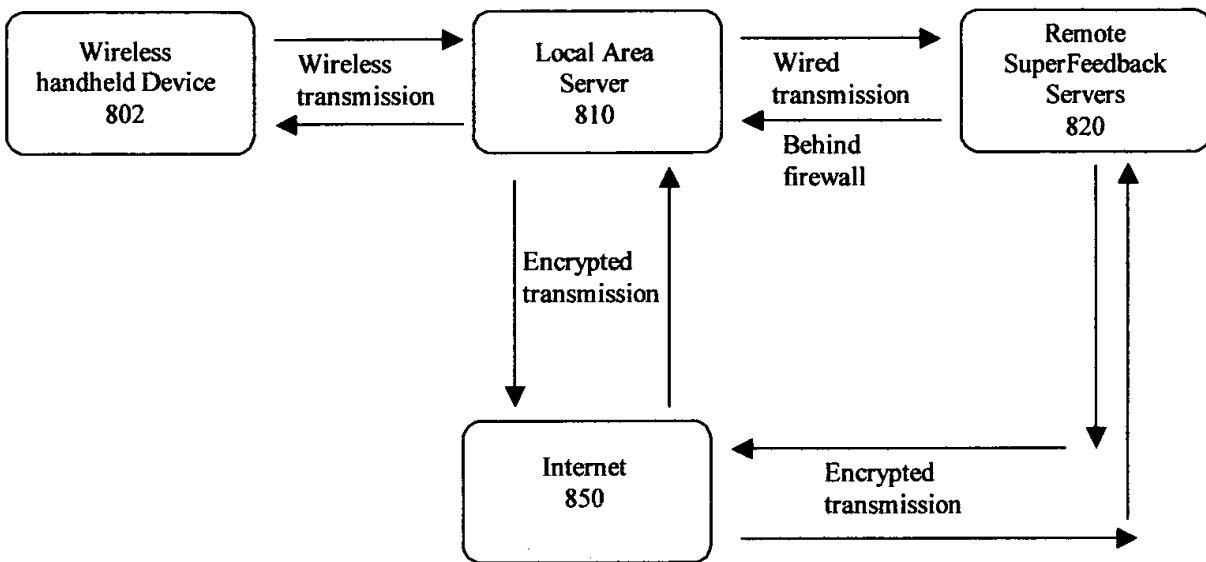 Wireless
handheld Device
802
Wireless
transmission
Local Area
Server
810
Wired
transmission
Behind
firewall
Remote
SuperFeedback
Servers
820
Encrypted
transmission
Internet
850
Encrypted
transmission